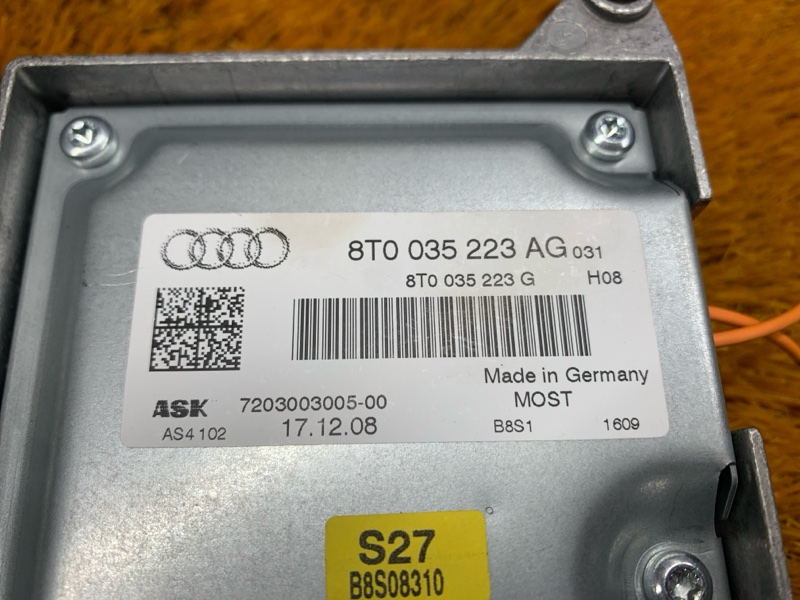 8T0 035 223 AG 031
8T0 035 223 G H08
Made in Germany
ASK 7203003005-00 MOST
AS4 102 17.12.08 B8S1 1609
S27
B8S08310